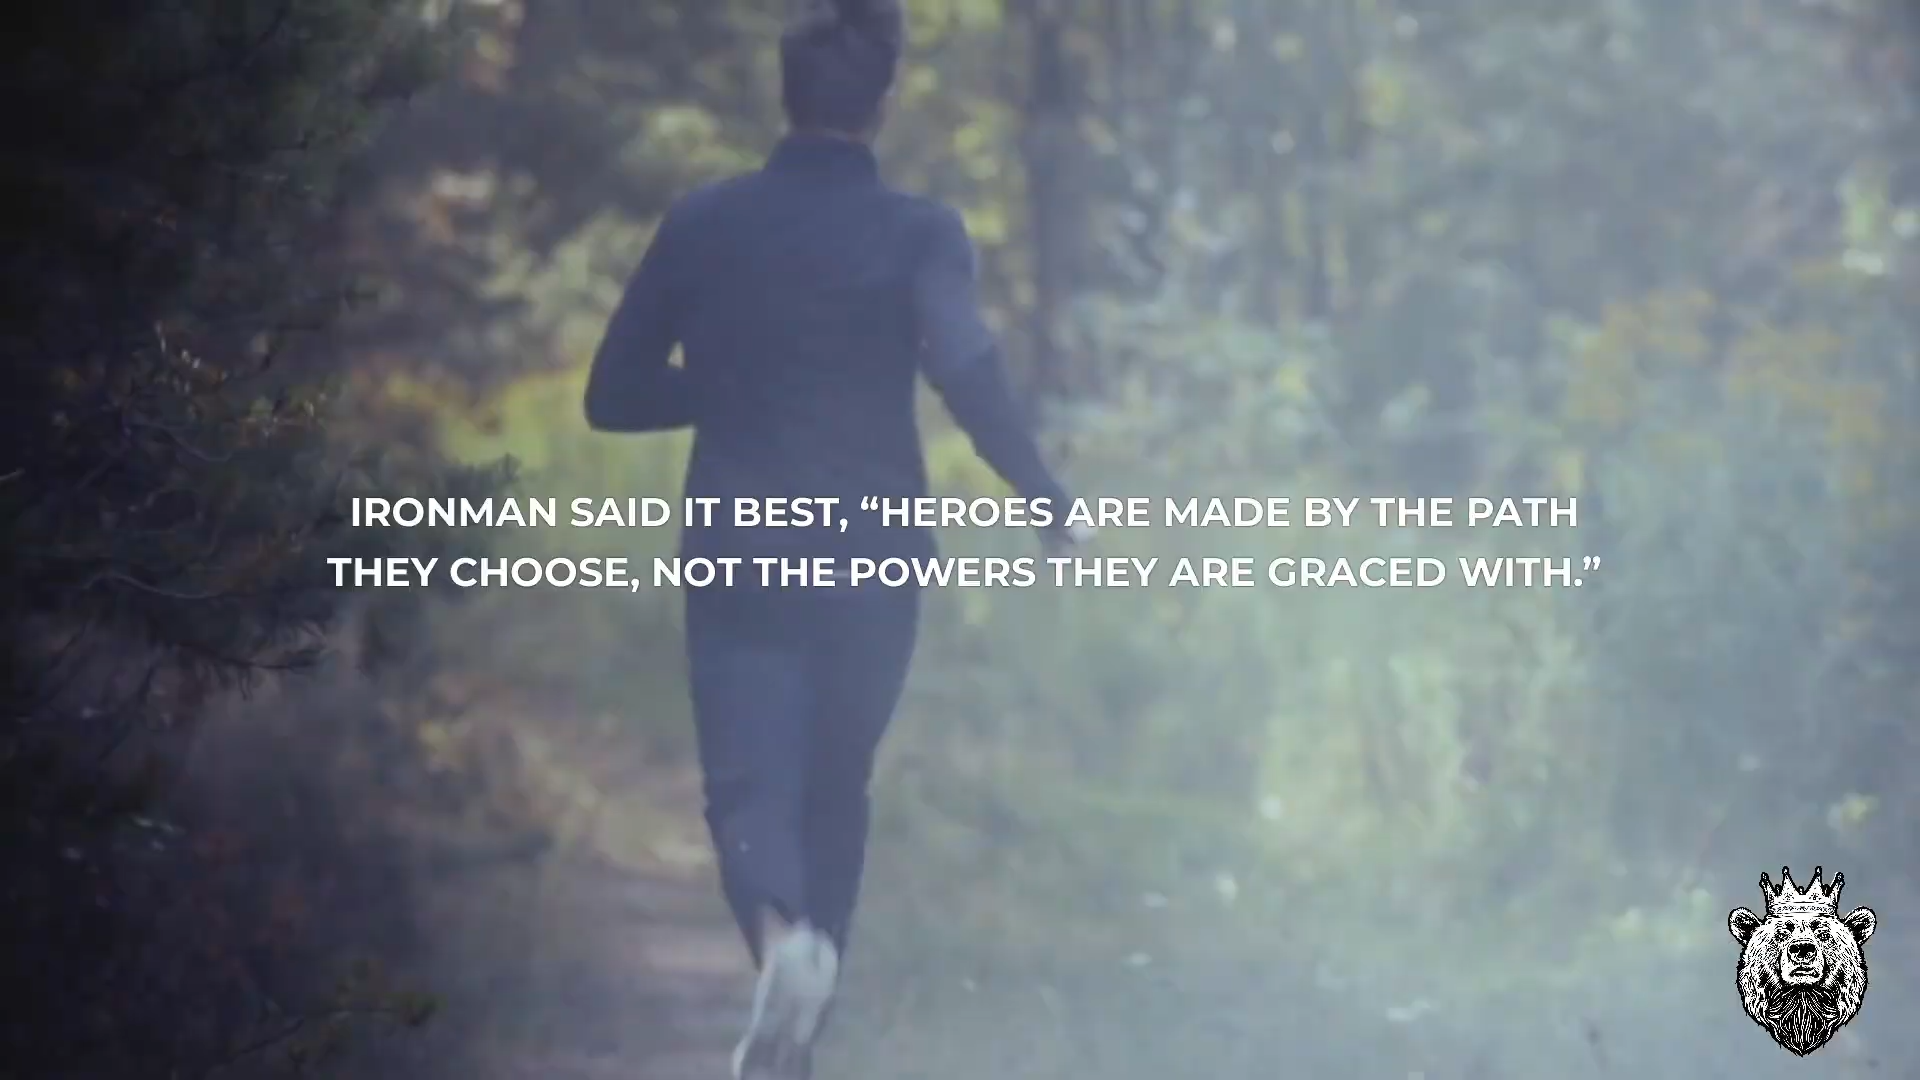 IRONMAN SAID IT BEST, “HEROES ARE MADE BY THE PATH
THEY CHOOSE, NOT THE POWERS THEY ARE GRACED WITH.”